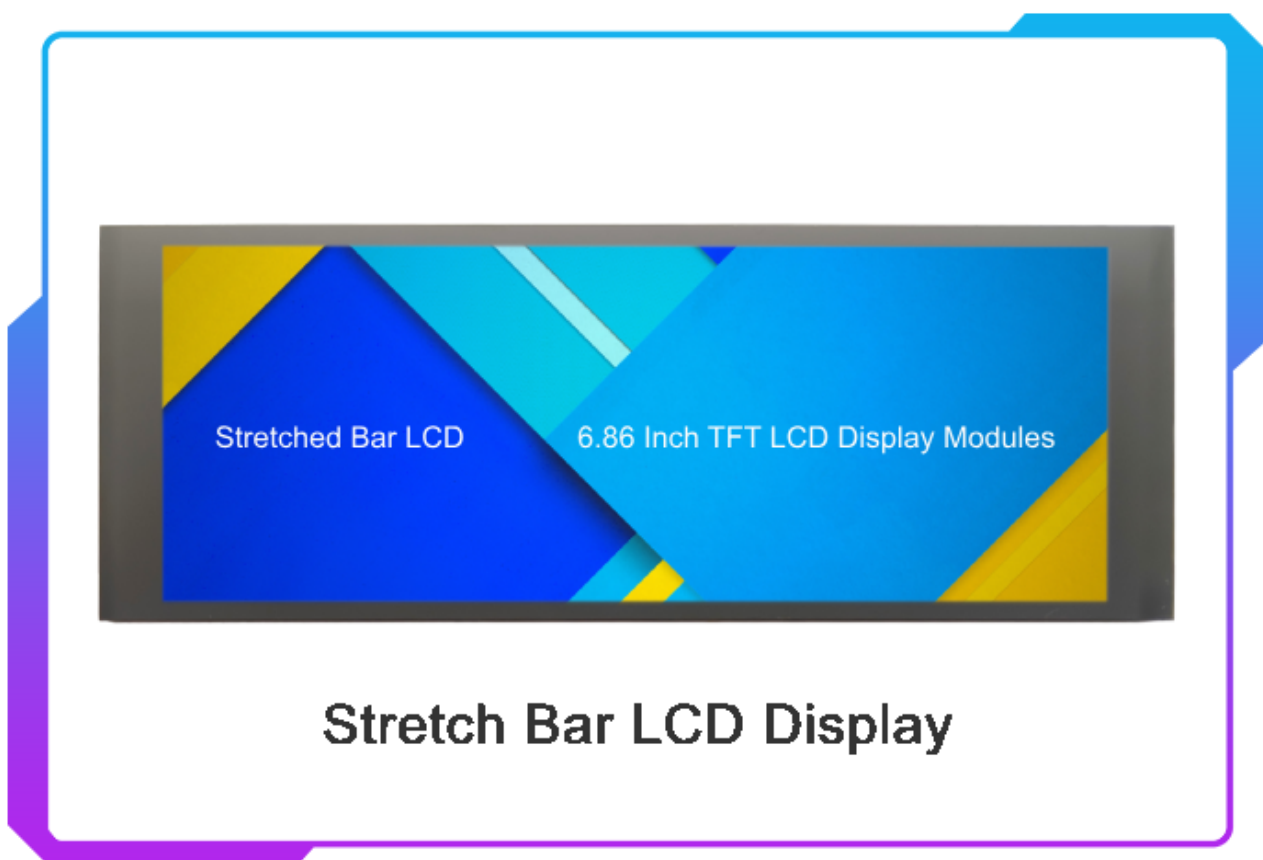 Stretched Bar LCD
6.86 Inch TFT LCD Display Modules
Stretch Bar LCD Display